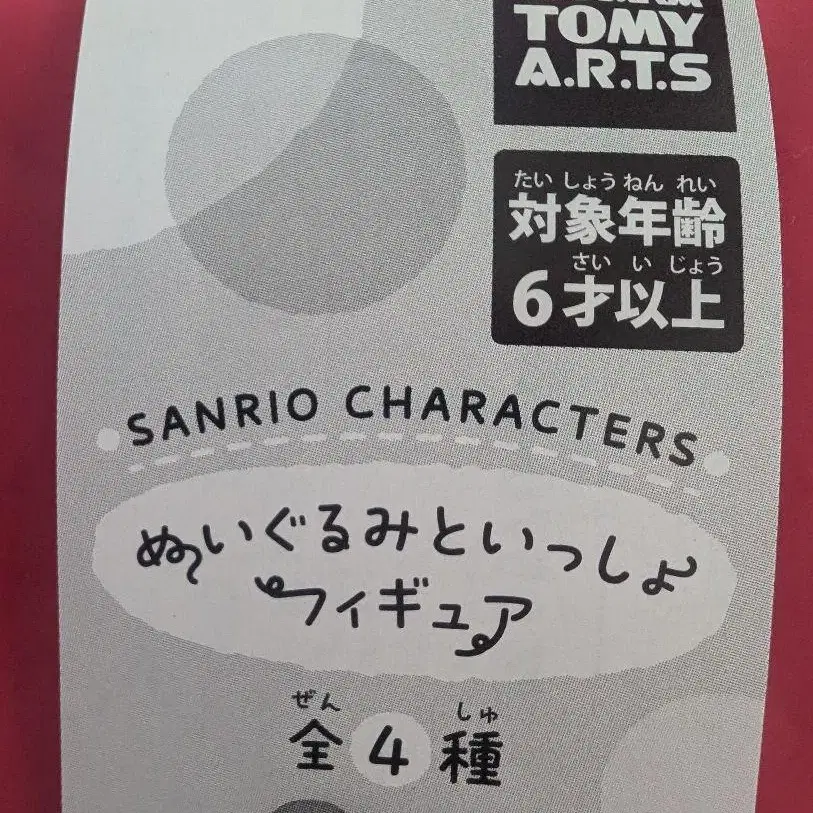 TOMY
A.R.T.S
たい しょう ねん れい
対象年齢
さい い じょう
6才以上
SANRIO CHARACTERS
ぬいぐるみといっしょ
フィギュア
ぜん しゅ
全4種